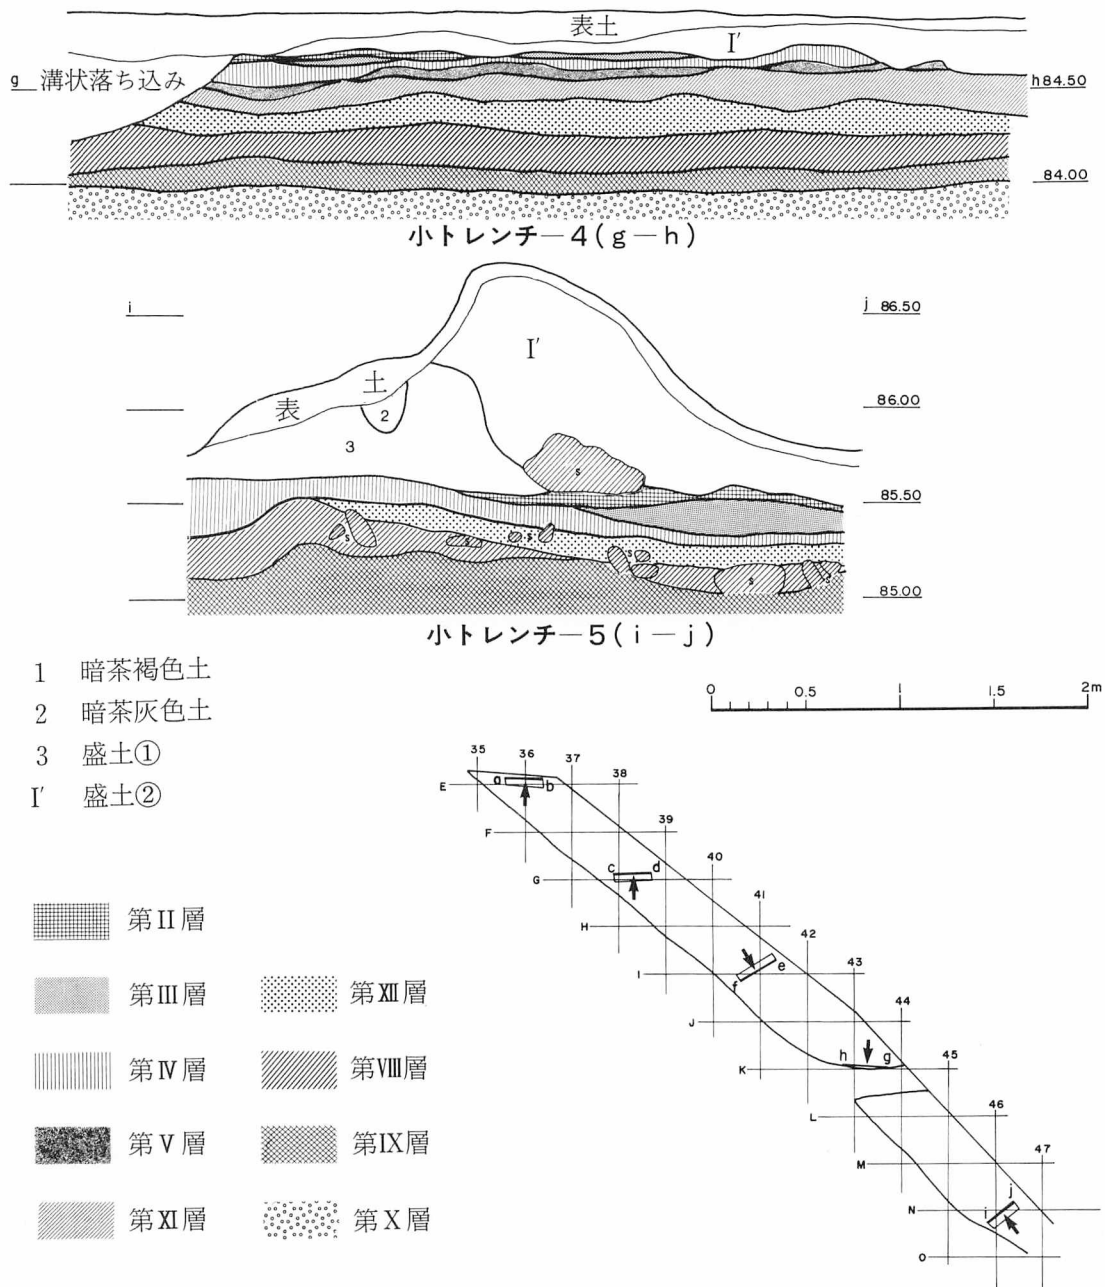 表土
I′
g 溝状落ち込み
h 84.50
84.00
小トレンチ—4(g—h)
i
j 86.50
I′
表 土
86.00
2
3
s
85.50
s
s
s
s
s
s
85.00
小トレンチ—5(i—j)
1 暗茶褐色土
2 暗茶灰色土
3 盛土①
I′ 盛土②
0 0.5 1 1.5 2m
35 36 37 38 39 40 41 42 43 44 45 46 47
E F G H I J K L M N O
a b
c d
e
f
h g
j
i
第II層
第III層
第XII層
第IV層
第VIII層
第V層
第IX層
第XI層
第X層